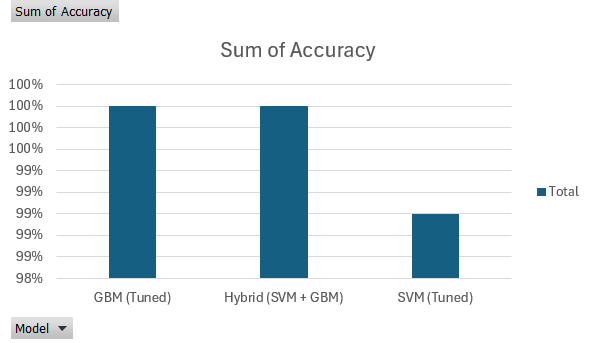 Sum of Accuracy
Sum of Accuracy
100%
100%
100%
100%
99%
99%
99%
99%
99%
98%
Total
GBM (Tuned)
Hybrid (SVM + GBM)
SVM (Tuned)
Model